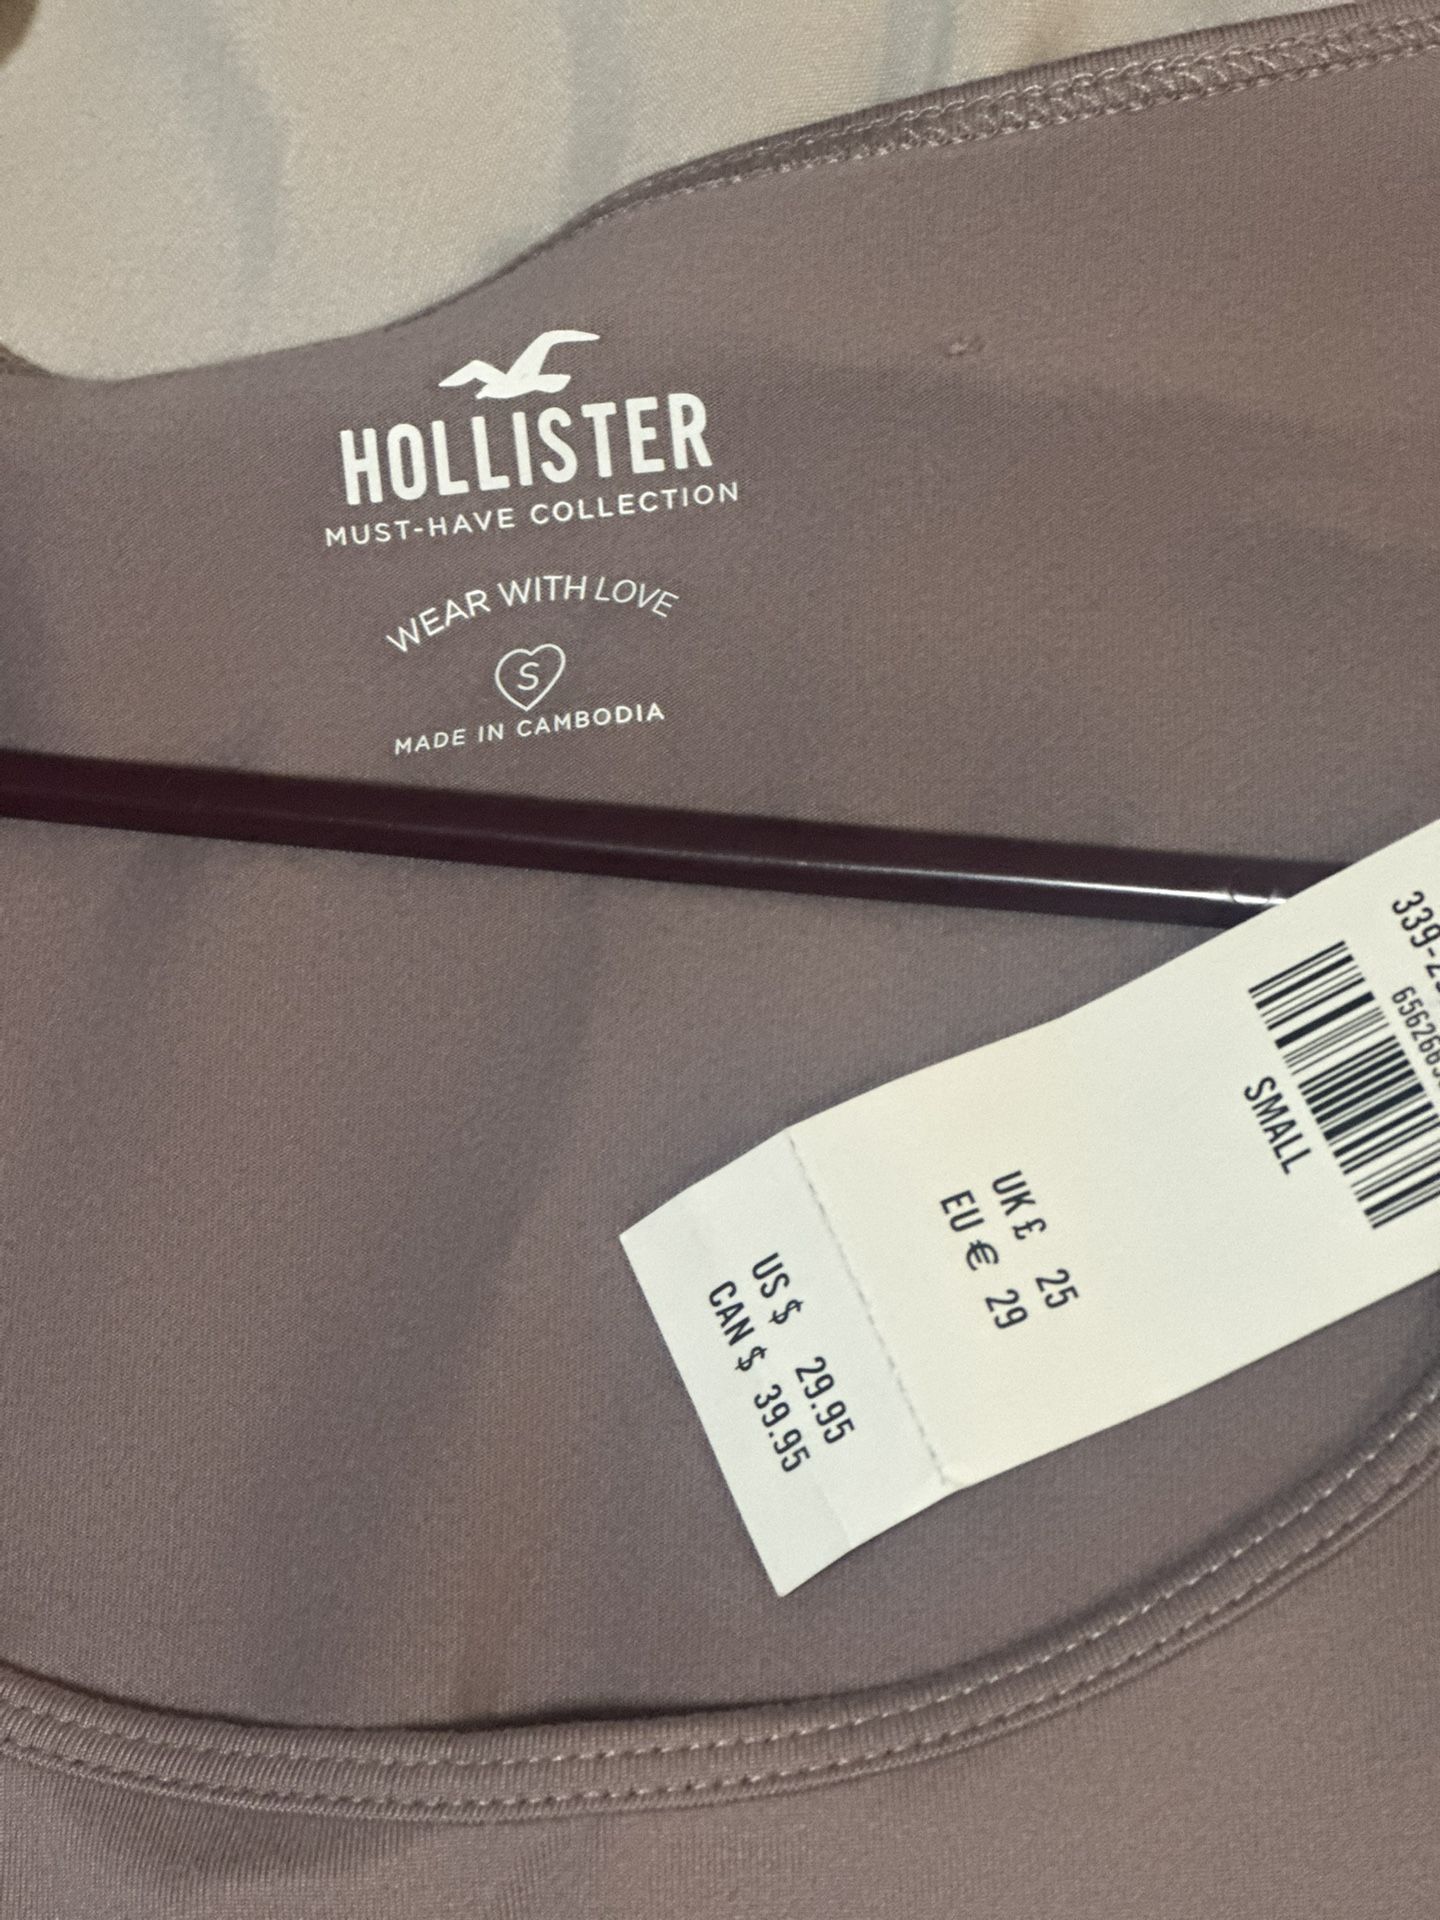 HOLLISTER
MUST-HAVE COLLECTION
WEAR WITH LOVE
S
MADE IN CAMBODIA
SMALL
UK £ 25
EU € 29
US $ 29.95
CAN $ 39.95